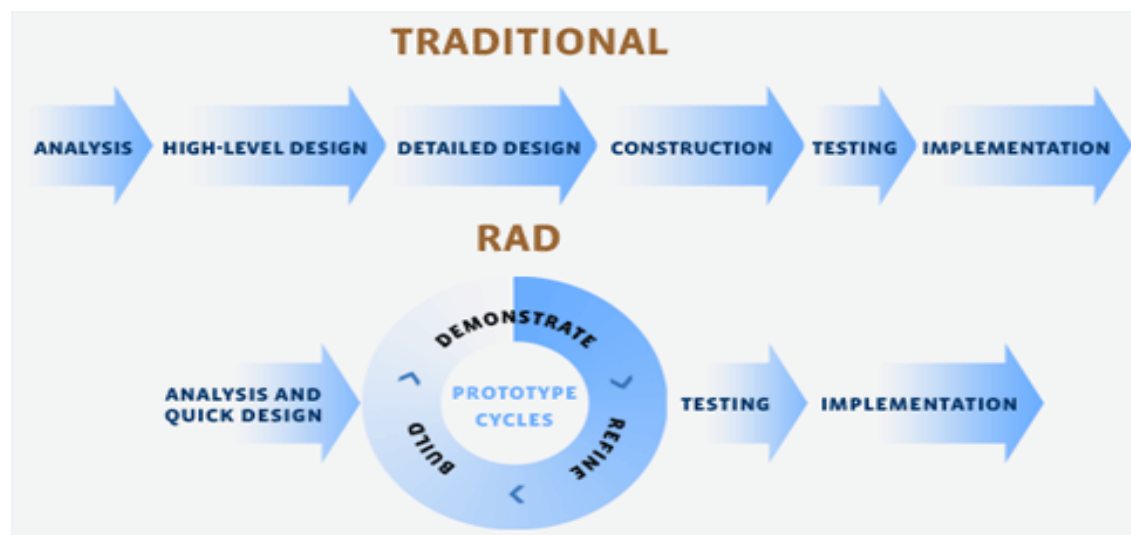 TRADITIONAL
ANALYSIS
HIGH-LEVEL DESIGN
DETAILED DESIGN
CONSTRUCTION
TESTING
IMPLEMENTATION
RAD
ANALYSIS AND
QUICK DESIGN
DEMONSTRATE
PROTOTYPE
CYCLES
REFINE
BUILD
TESTING
IMPLEMENTATION